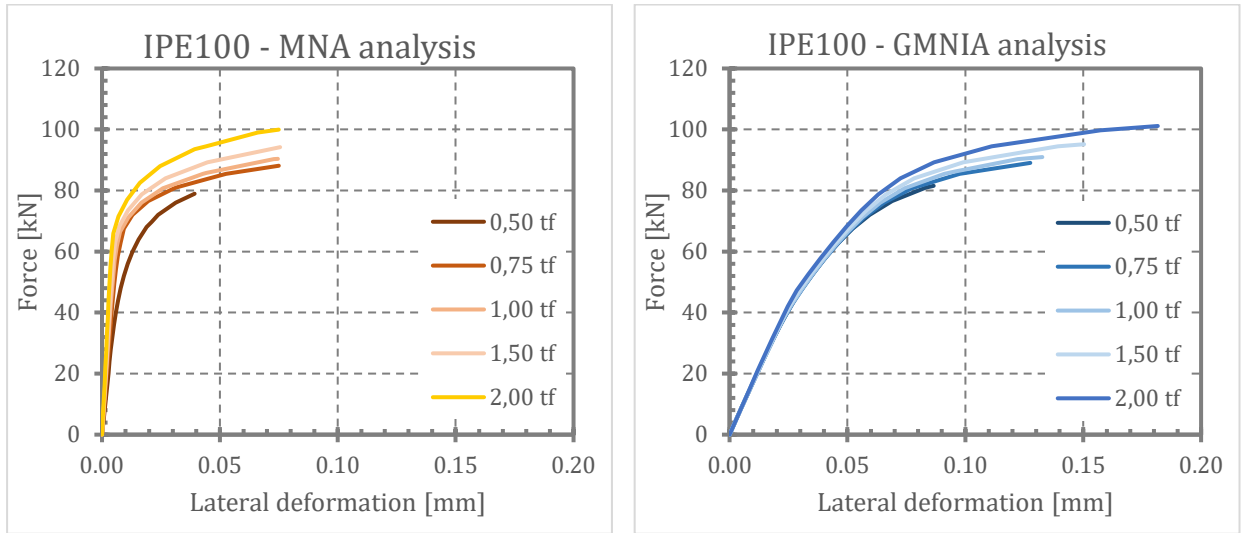 IPE100 - MNA analysis
120
100
80
60
40
20
0
Force [kN]
0,50 tf
0,75 tf
1,00 tf
1,50 tf
2,00 tf
0.00 0.05 0.10 0.15 0.20
Lateral deformation [mm]
IPE100 - GMNIA analysis
120
100
80
60
40
20
0
Force [kN]
0,50 tf
0,75 tf
1,00 tf
1,50 tf
2,00 tf
0.00 0.05 0.10 0.15 0.20
Lateral deformation [mm]